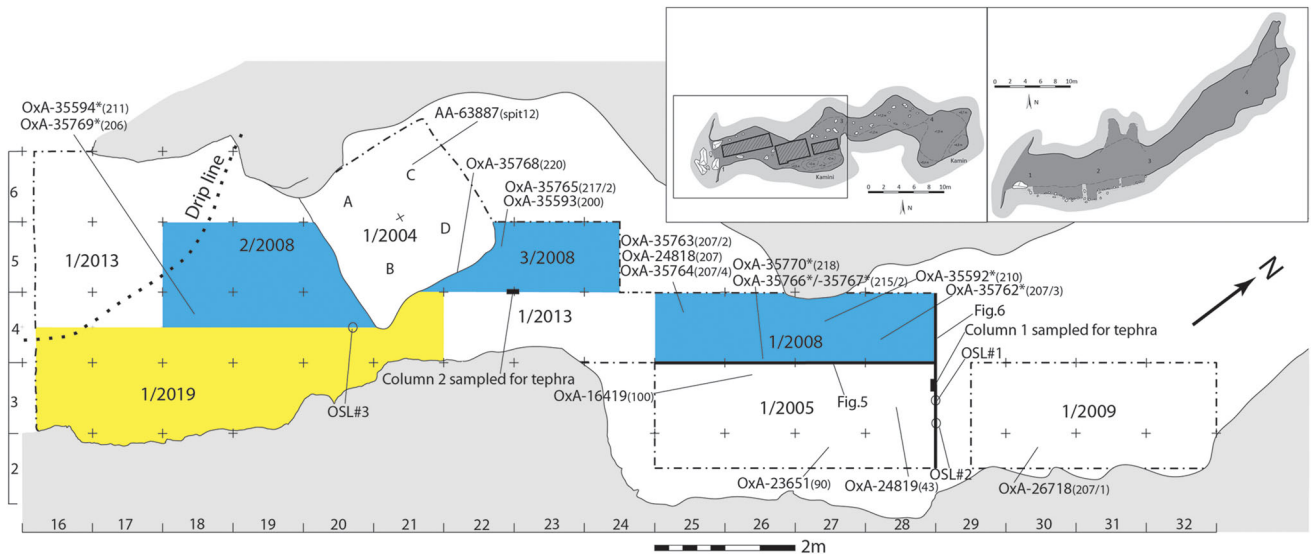 OxA-35594*(211)
OxA-35769*(206)
AA-63887(spit12)
OxA-35768(220)
OxA-35765(217/2)
OxA-35593(200)
Drip line
A
C
B
D
1/2004
1/2013
2/2008
3/2008
OxA-35763(207/2)
OxA-24818(207)
OxA-35764(207/4)
OxA-35770*(218)
OxA-35766*/-35767*(215/2)
OxA-35592*(210)
OxA-35762*(207/3)
Fig.6
Column 1 sampled for tephra
OSL#1
1/2013
1/2008
Column 2 sampled for tephra
OxA-16419(100)
Fig.5
1/2019
OSL#3
1/2005
1/2009
OxA-23651(90)
OxA-24819(43)
OSL#2
OxA-26718(207/1)
N
6
5
4
3
2
16 17 18 19 20 21 22 23 24 25 26 27 28 29 30 31 32
2m
1
3
4
Kamini
Kamin
0 2 4 6 8 10m
N
0 2 4 6 8 10m
N
1
2
3